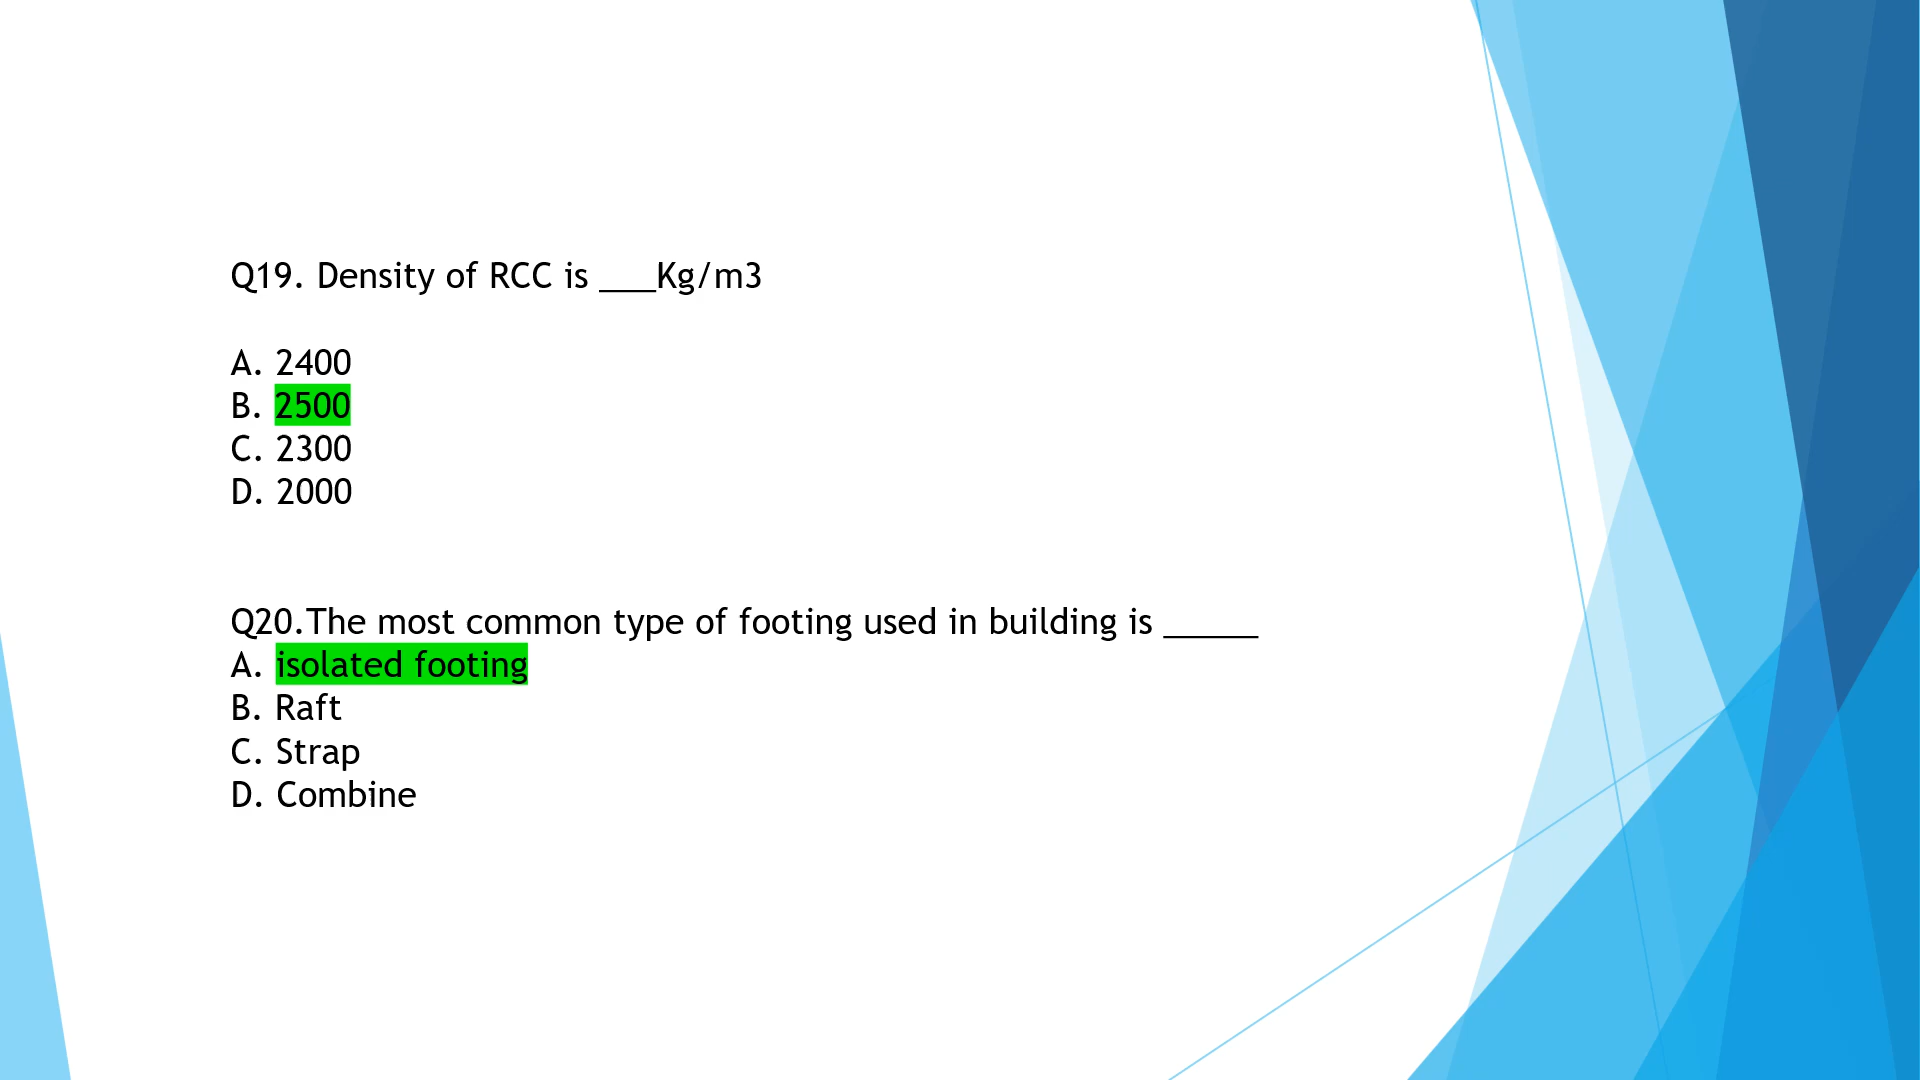 Q19. Density of RCC is ___Kg/m3
A. 2400
B. 2500
C. 2300
D. 2000
Q20.The most common type of footing used in building is _____
A. isolated footing
B. Raft
C. Strap
D. Combine